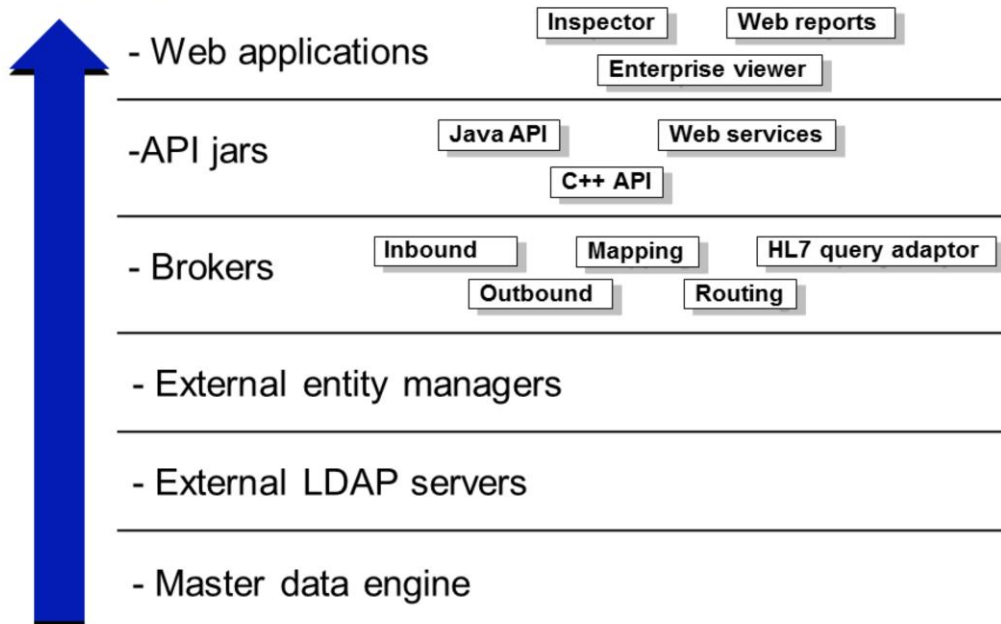 - Web applications
Inspector
Web reports
Enterprise viewer
-API jars
Java API
Web services
C++ API
- Brokers
Inbound
Mapping
HL7 query adaptor
Outbound
Routing
- External entity managers
- External LDAP servers
- Master data engine